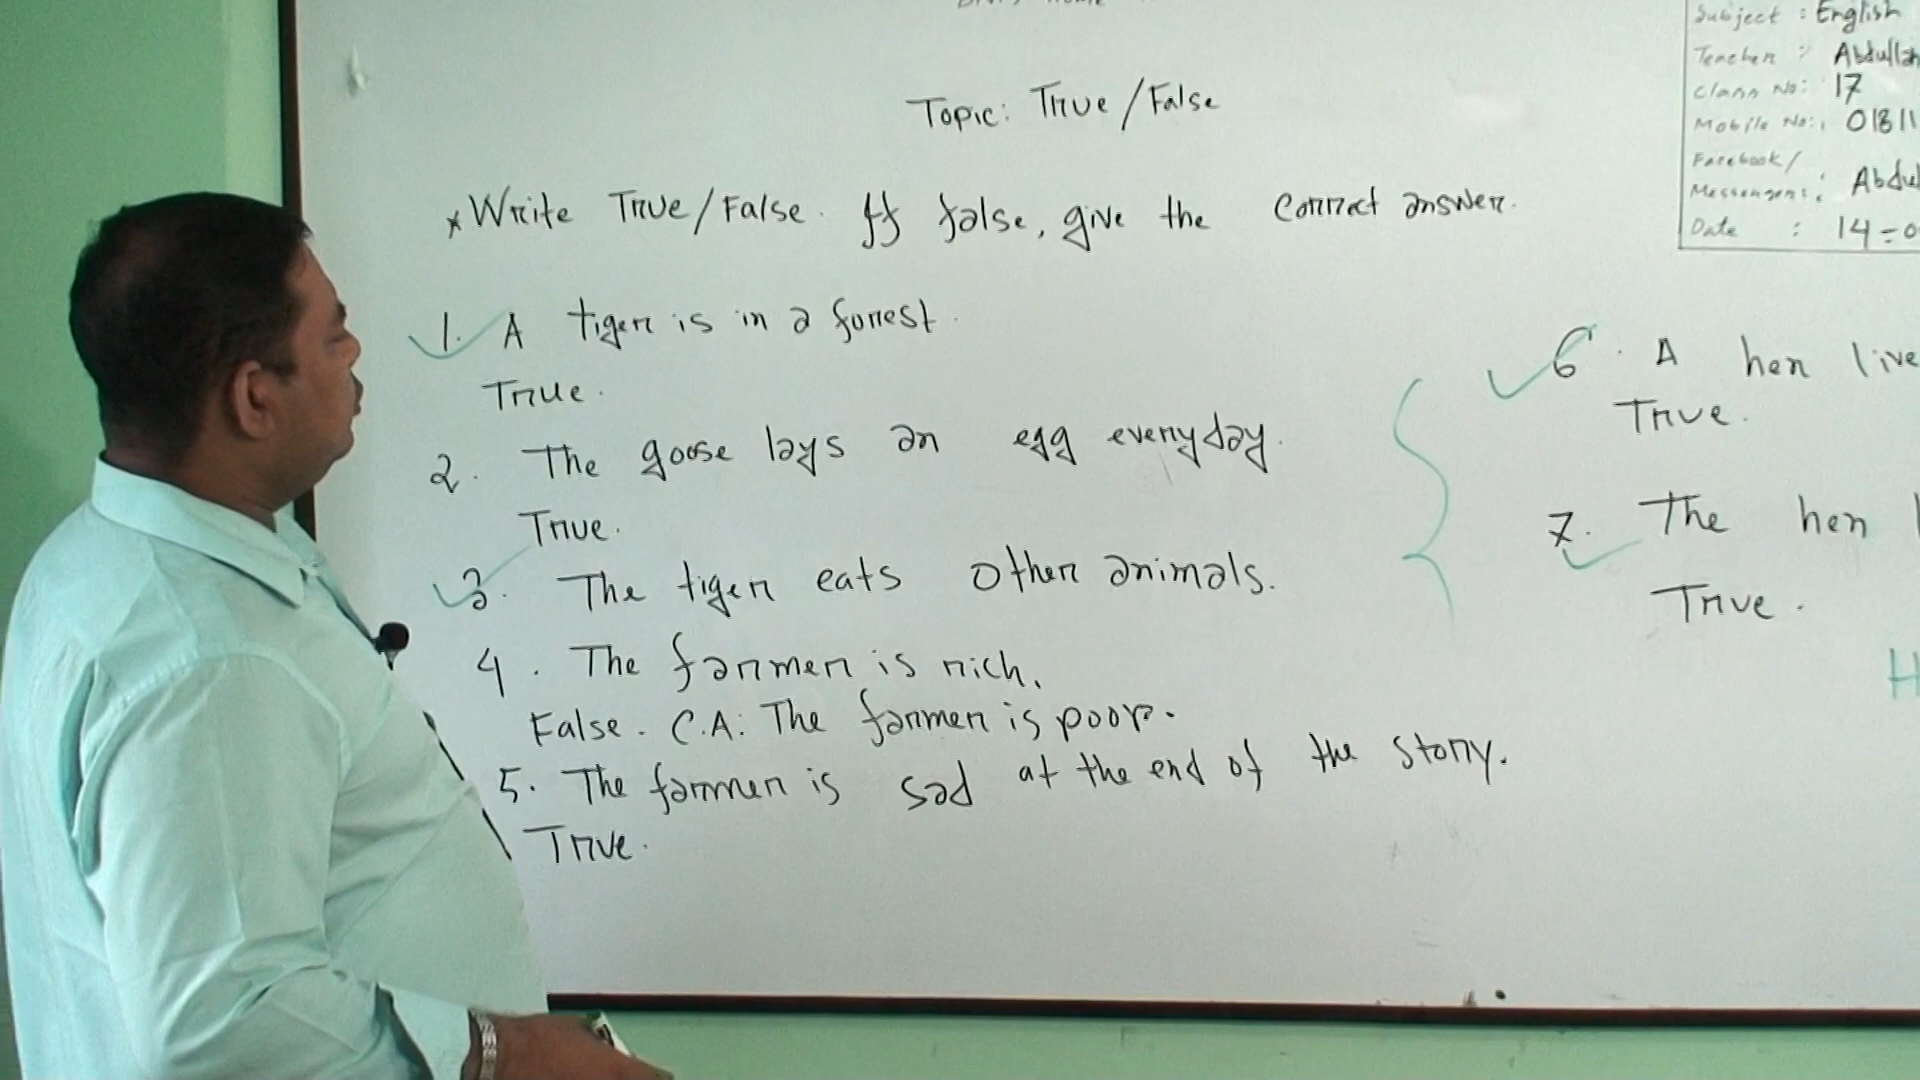 Topic: True/False
*Write True/False. If false, give the correct answer.
1. A tiger is in a forest.
True.
2. The goose lays an egg everyday.
True.
3. The tiger eats other animals.
4. The farmer is rich.
False. C.A: The farmer is poor.
5. The farmer is sad at the end of the story.
True.
6. A hen live
True.
7. The hen
True.
H
Subject : English
Teacher : Abdullah
Class No: 17
Mobile No: 01811
Facebook/
Messenger: Abdul
Date : 14-0